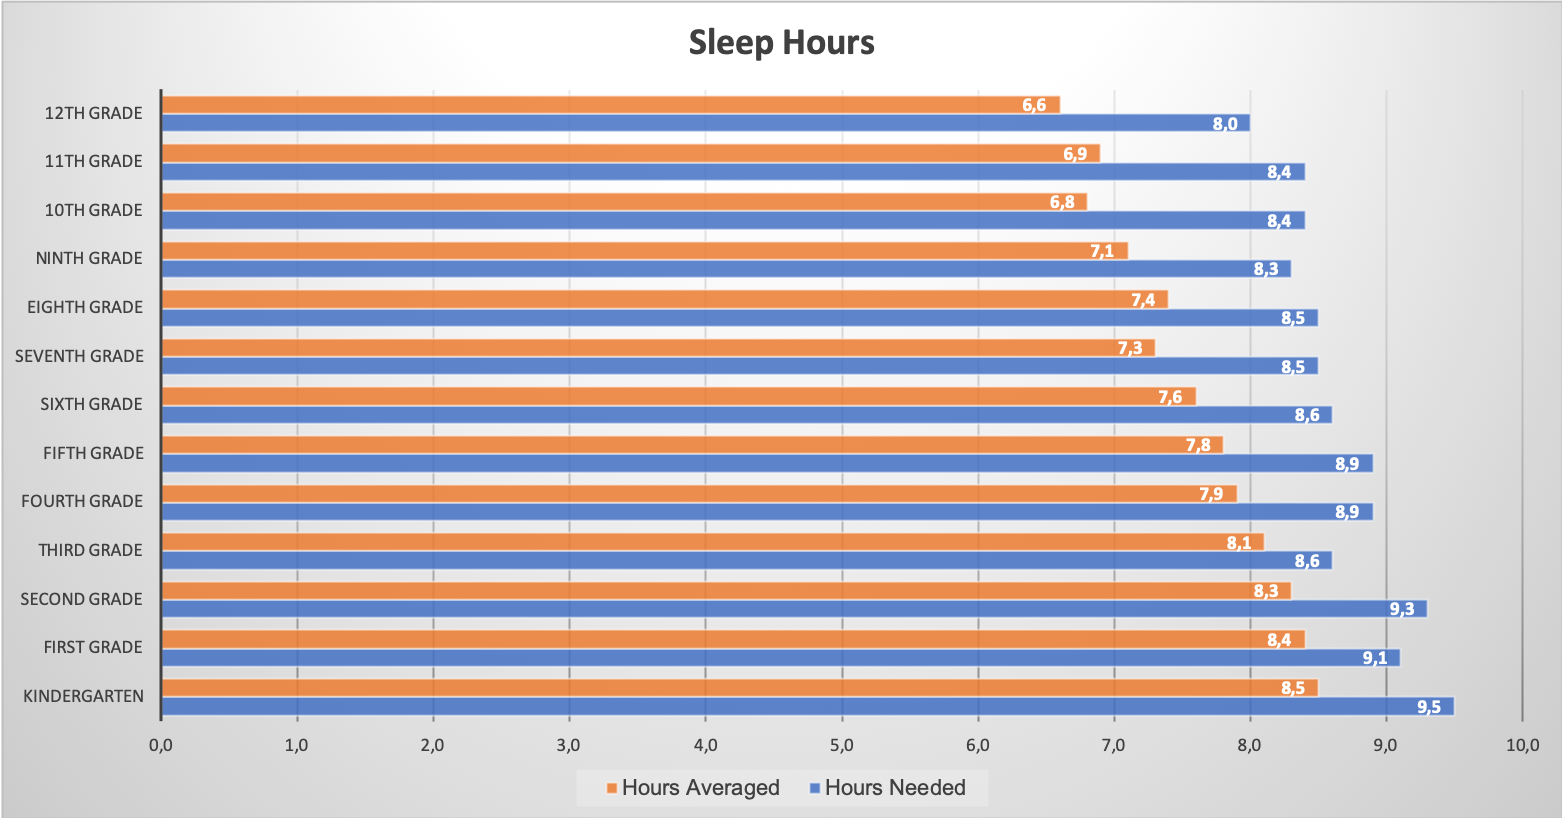 Sleep Hours
12TH GRADE
6,6
8,0
11TH GRADE
6,9
8,4
10TH GRADE
6,8
8,4
NINTH GRADE
7,1
8,3
EIGHTH GRADE
7,4
8,5
SEVENTH GRADE
7,3
8,5
SIXTH GRADE
7,6
8,6
FIFTH GRADE
7,8
8,9
FOURTH GRADE
7,9
8,9
THIRD GRADE
8,1
8,6
SECOND GRADE
8,3
9,3
FIRST GRADE
8,4
9,1
KINDERGARTEN
8,5
9,5
0,0 1,0 2,0 3,0 4,0 5,0 6,0 7,0 8,0 9,0 10,0
Hours Averaged Hours Needed